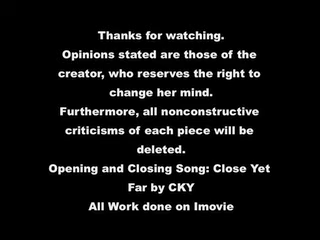 Thanks for watching.
Opinions stated are those of the
creator, who reserves the right to
change her mind.
Furthermore, all nonconstructive
criticisms of each piece will be
deleted.
Opening and Closing Song: Close Yet
Far by CKY
All Work done on Imovie